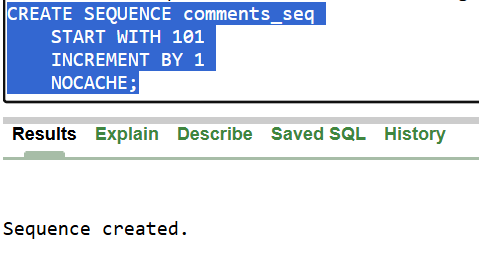 CREATE SEQUENCE comments_seq
START WITH 101
INCREMENT BY 1
NOCACHE;
Results Explain Describe Saved SQL History
Sequence created.